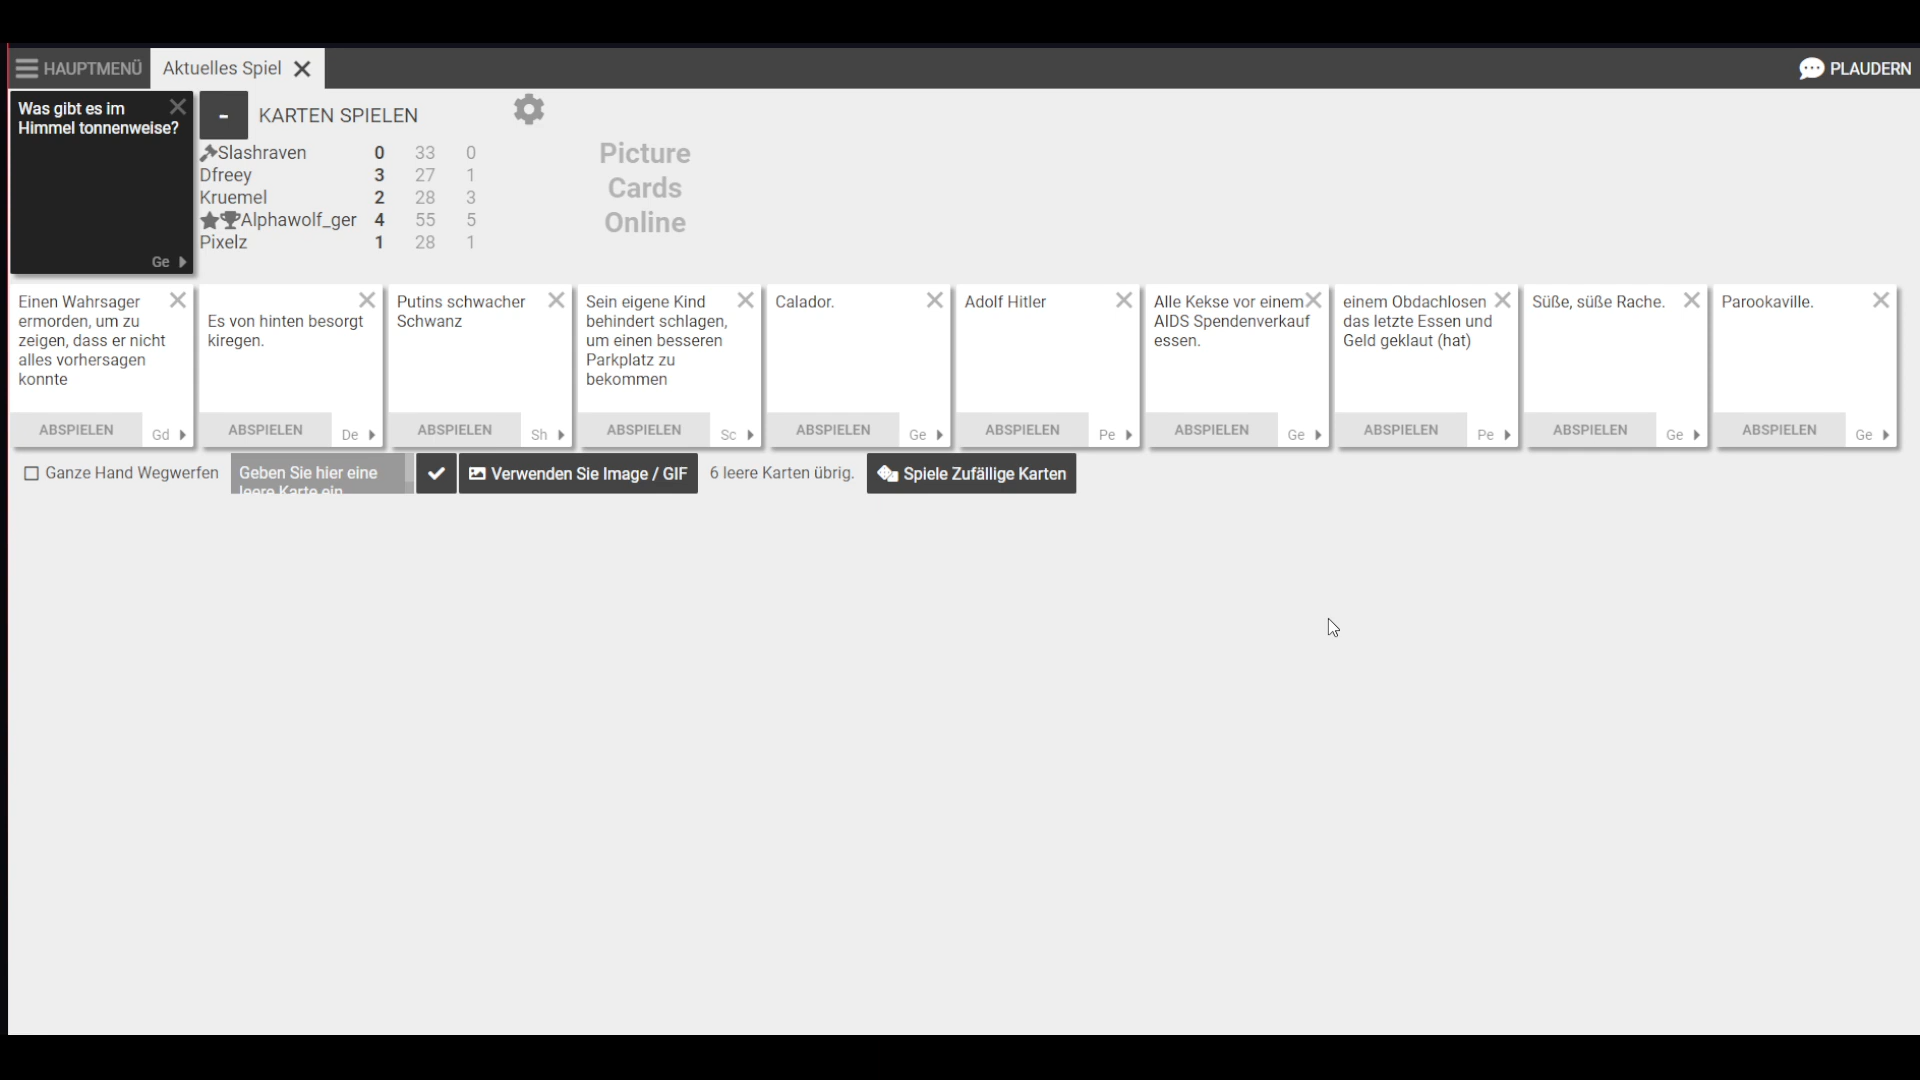 HAUPTMENÜ
Aktuelles Spiel
PLAUDERN
Was gibt es im
Himmel tonnenweise?
Ge
-
KARTEN SPIELEN
Slashraven 0 33 0
Dfreey 3 27 1
Kruemel 2 28 3
Alphawolf_ger 4 55 5
Pixelz 1 28 1
Picture
Cards
Online
Einen Wahrsager
ermorden, um zu
zeigen, dass er nicht
alles vorhersagen
konnte
ABSPIELEN
Gd
Es von hinten besorgt
kiregen.
ABSPIELEN
De
Putins schwacher
Schwanz
ABSPIELEN
Sh
Sein eigene Kind
behindert schlagen,
um einen besseren
Parkplatz zu
bekommen
ABSPIELEN
Sc
Calador.
ABSPIELEN
Ge
Adolf Hitler
ABSPIELEN
Pe
Alle Kekse vor einem
AIDS Spendenverkauf
essen.
ABSPIELEN
Ge
einem Obdachlosen
das letzte Essen und
Geld geklaut (hat)
ABSPIELEN
Pe
Süße, süße Rache.
ABSPIELEN
Ge
Parookaville.
ABSPIELEN
Ge
Ganze Hand Wegwerfen
Geben Sie hier eine
leere Karte ein
Verwenden Sie Image / GIF
6 leere Karten übrig.
Spiele Zufällige Karten